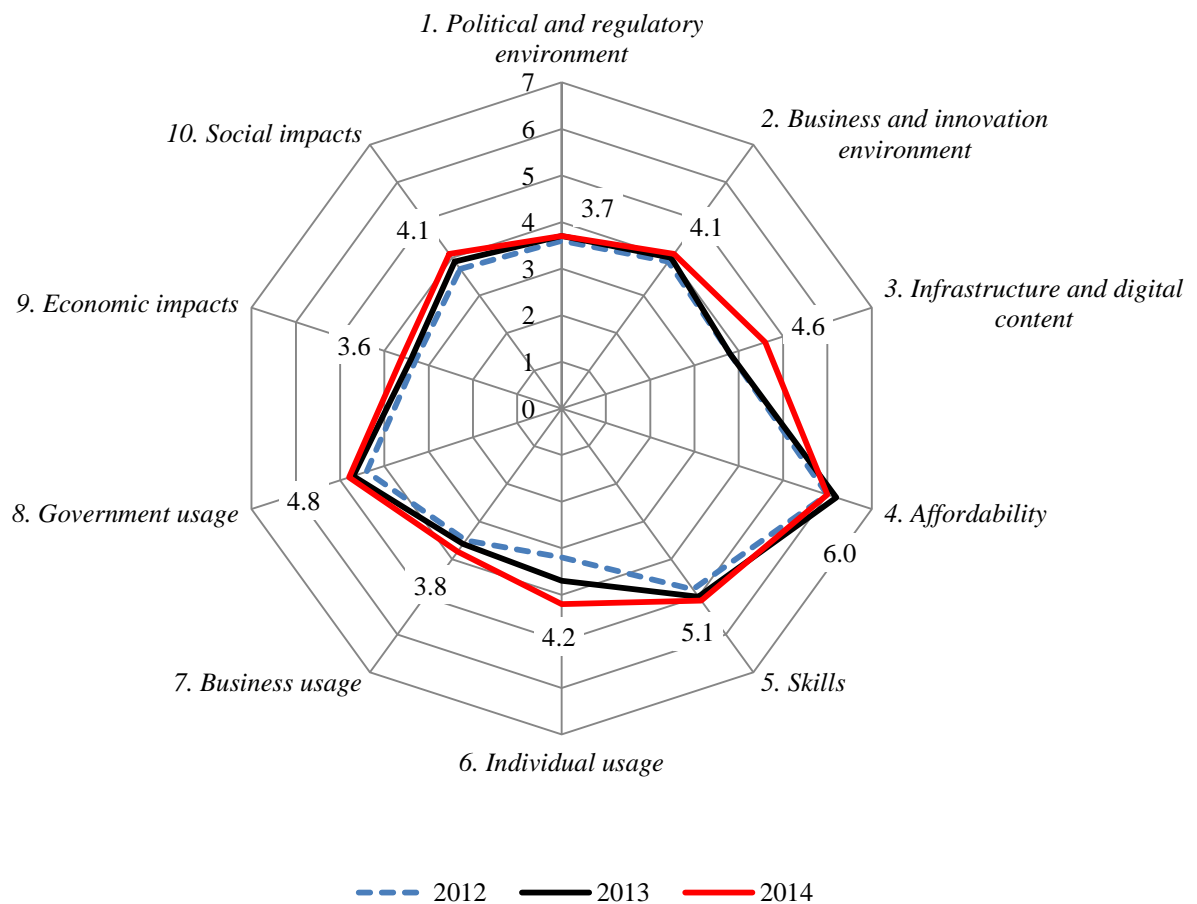 1. Political and regulatory
environment
7
2. Business and innovation
environment
10. Social impacts
6
5
3.7
4.1
4.1
4
3
9. Economic impacts
3. Infrastructure and digital
content
3.6
4.6
2
1
0
8. Government usage
4.8
4. Affordability
6.0
3.8
4.2
5.1
7. Business usage
5. Skills
6. Individual usage
2012
2013
2014